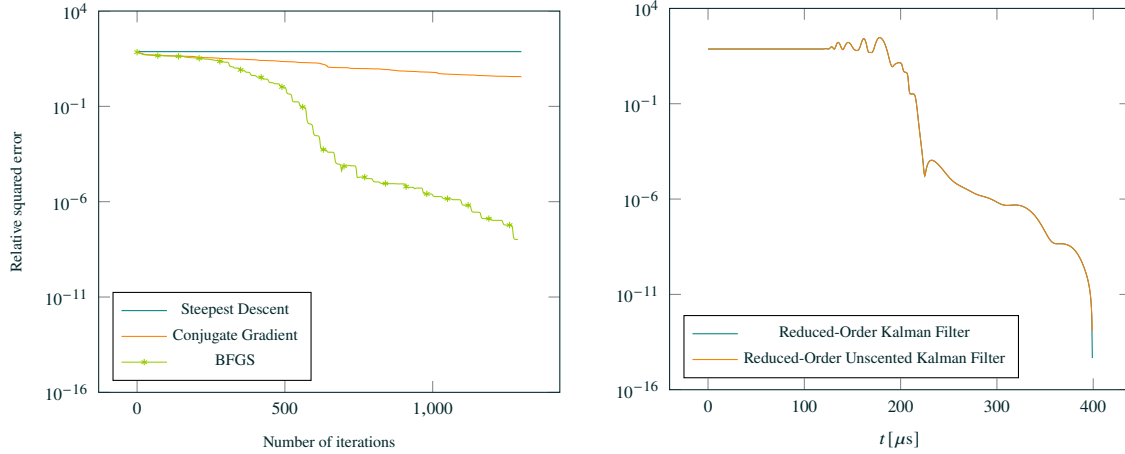 10^4
10^−1
10^−6
10^−11
10^−16
Relative squared error
Steepest Descent
Conjugate Gradient
BFGS
0
500
1,000
Number of iterations
10^4
10^−1
10^−6
10^−11
10^−16
Reduced-Order Kalman Filter
Reduced-Order Unscented Kalman Filter
0
100
200
300
400
t [μs]